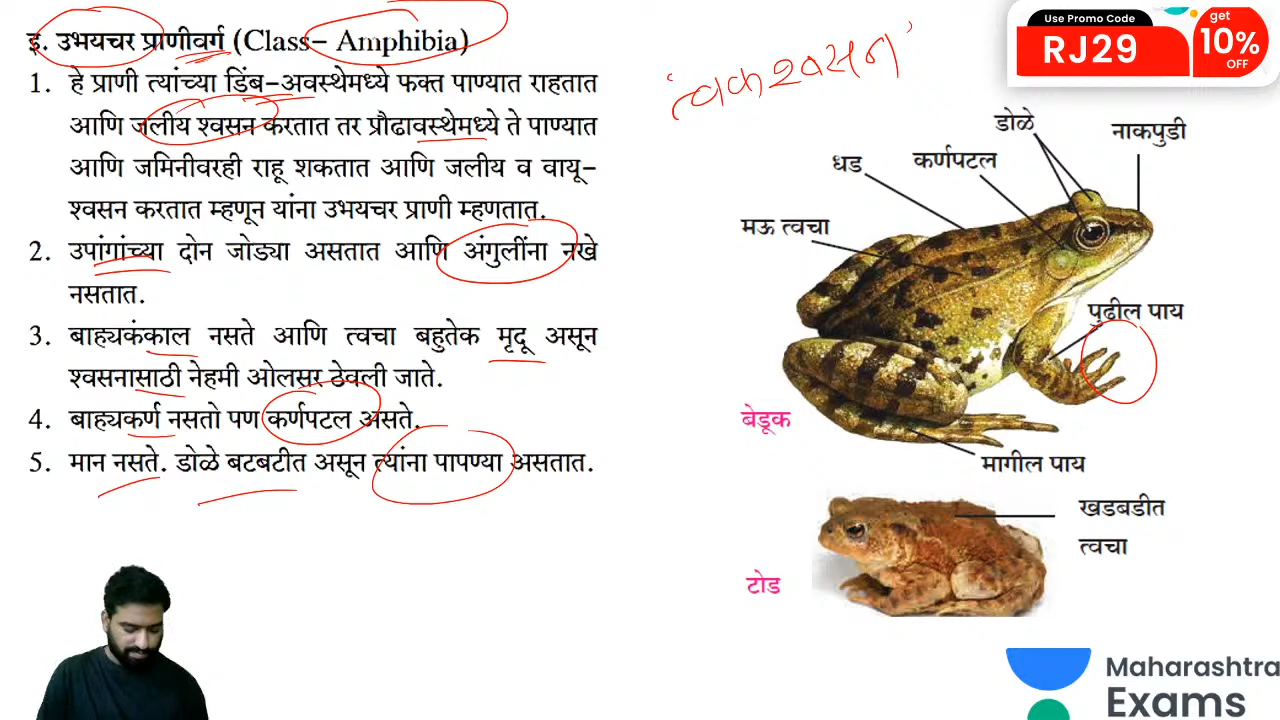 इ. उभयचर प्राणीवर्ग (Class– Amphibia)
1. हे प्राणी त्यांच्या डिंब-अवस्थेमध्ये फक्त पाण्यात राहतात
आणि जलीय श्वसन करतात तर प्रौढावस्थेमध्ये ते पाण्यात
आणि जमिनीवरही राहू शकतात आणि जलीय व वायू-
श्वसन करतात म्हणून यांना उभयचर प्राणी म्हणतात.
2. उपांगांच्या दोन जोड्या असतात आणि अंगुलींना नखे
नसतात.
3. बाह्यकंकाल नसते आणि त्वचा बहुतेक मृदू असून
श्वसनासाठी नेहमी ओलसर ठेवली जाते.
4. बाह्यकर्ण नसतो पण कर्णपटल असते.
5. मान नसते. डोळे बटबटीत असून त्यांना पापण्या असतात.
त्वकश्वसन
Use Promo Code
RJ29
get
10%
OFF
डोळे
नाकपुडी
कर्णपटल
धड
मऊ त्वचा
पुढील पाय
बेडूक
मागील पाय
खडबडीत
त्वचा
टोड
Maharashtra
Exams